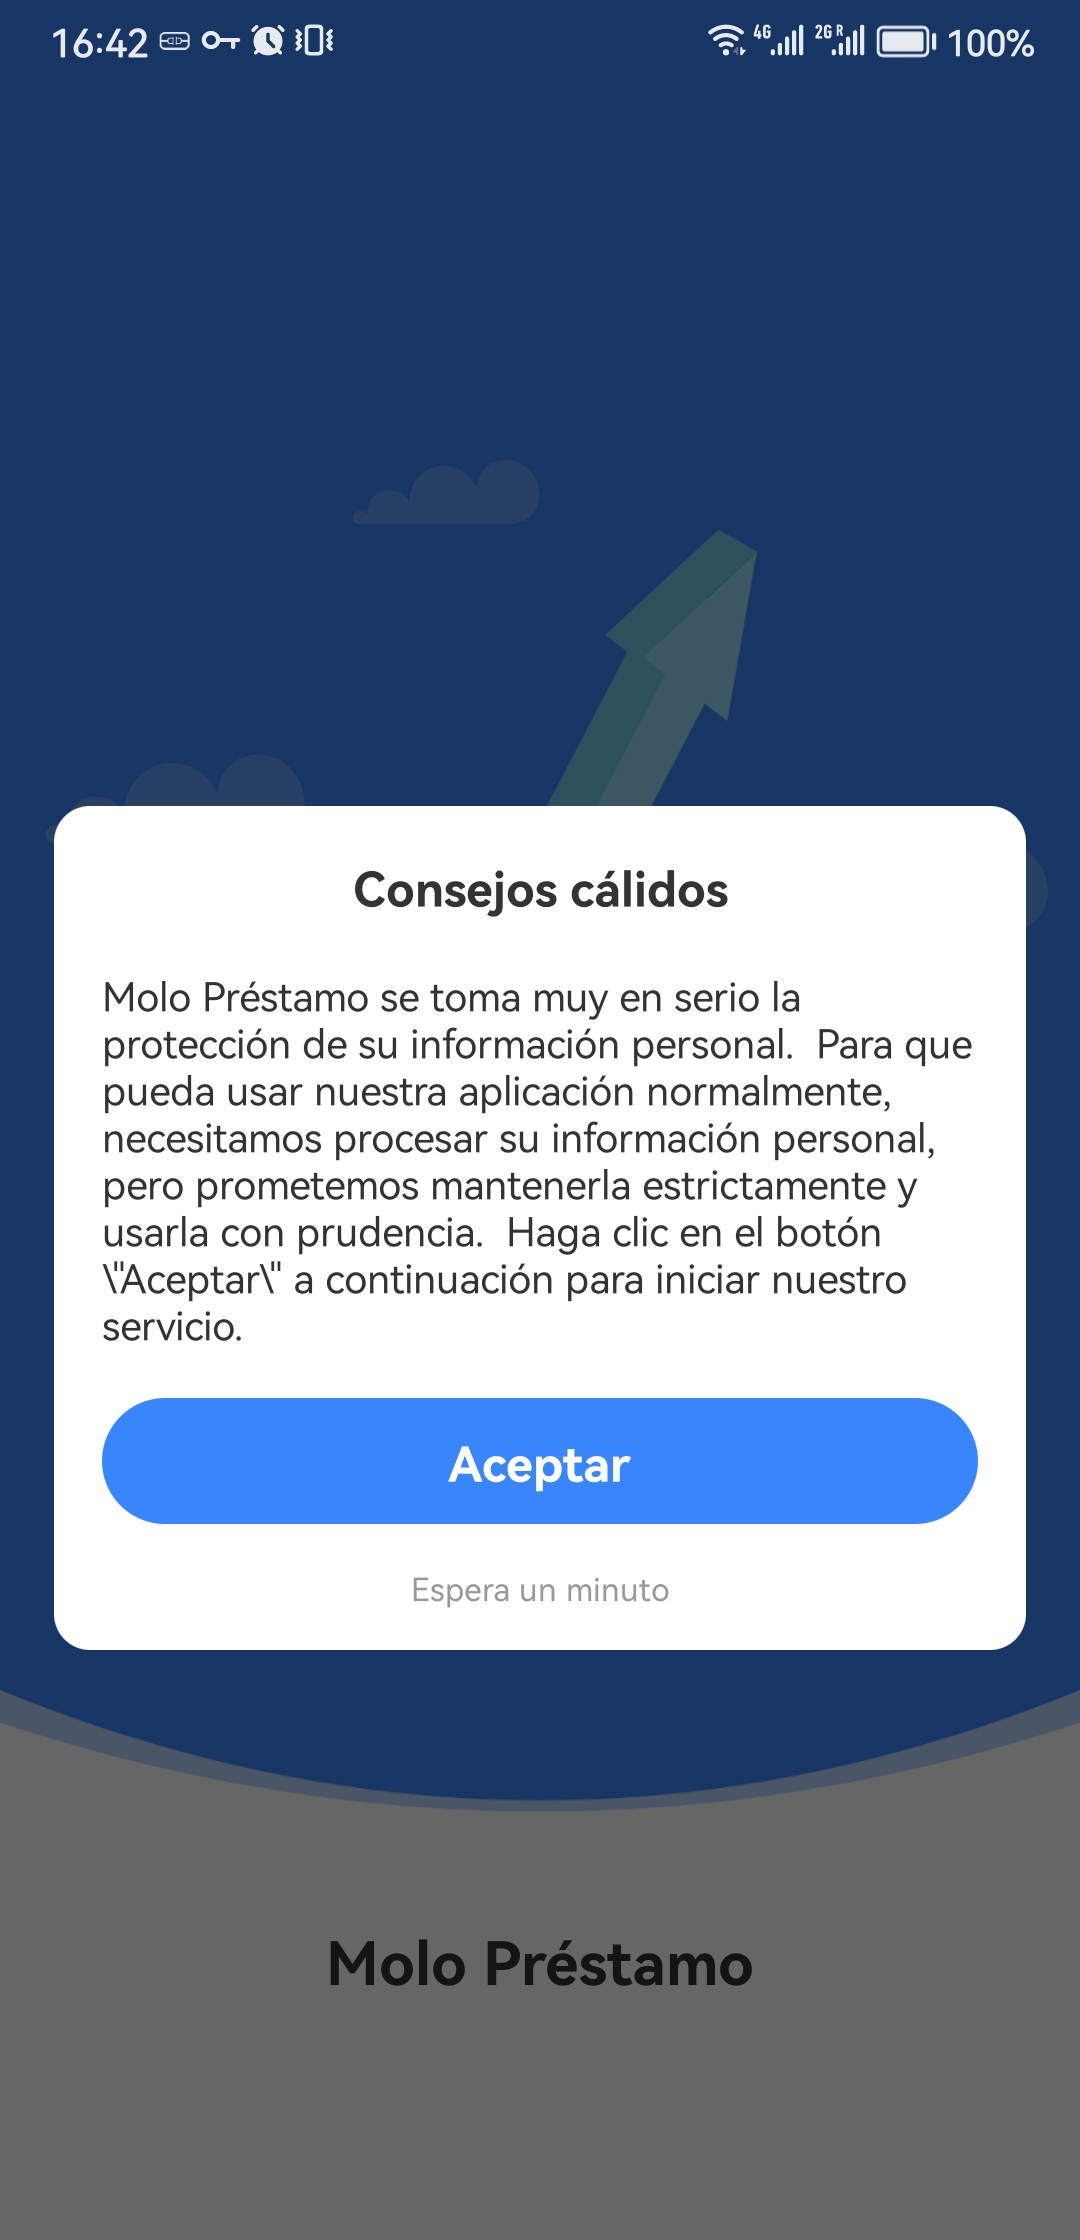 16:42
4G
2G R
100%
Consejos cálidos
Molo Préstamo se toma muy en serio la
protección de su información personal.  Para que
pueda usar nuestra aplicación normalmente,
necesitamos procesar su información personal,
pero prometemos mantenerla estrictamente y
usarla con prudencia.  Haga clic en el botón
\"Aceptar\" a continuación para iniciar nuestro
servicio.
Aceptar
Espera un minuto
Molo Préstamo